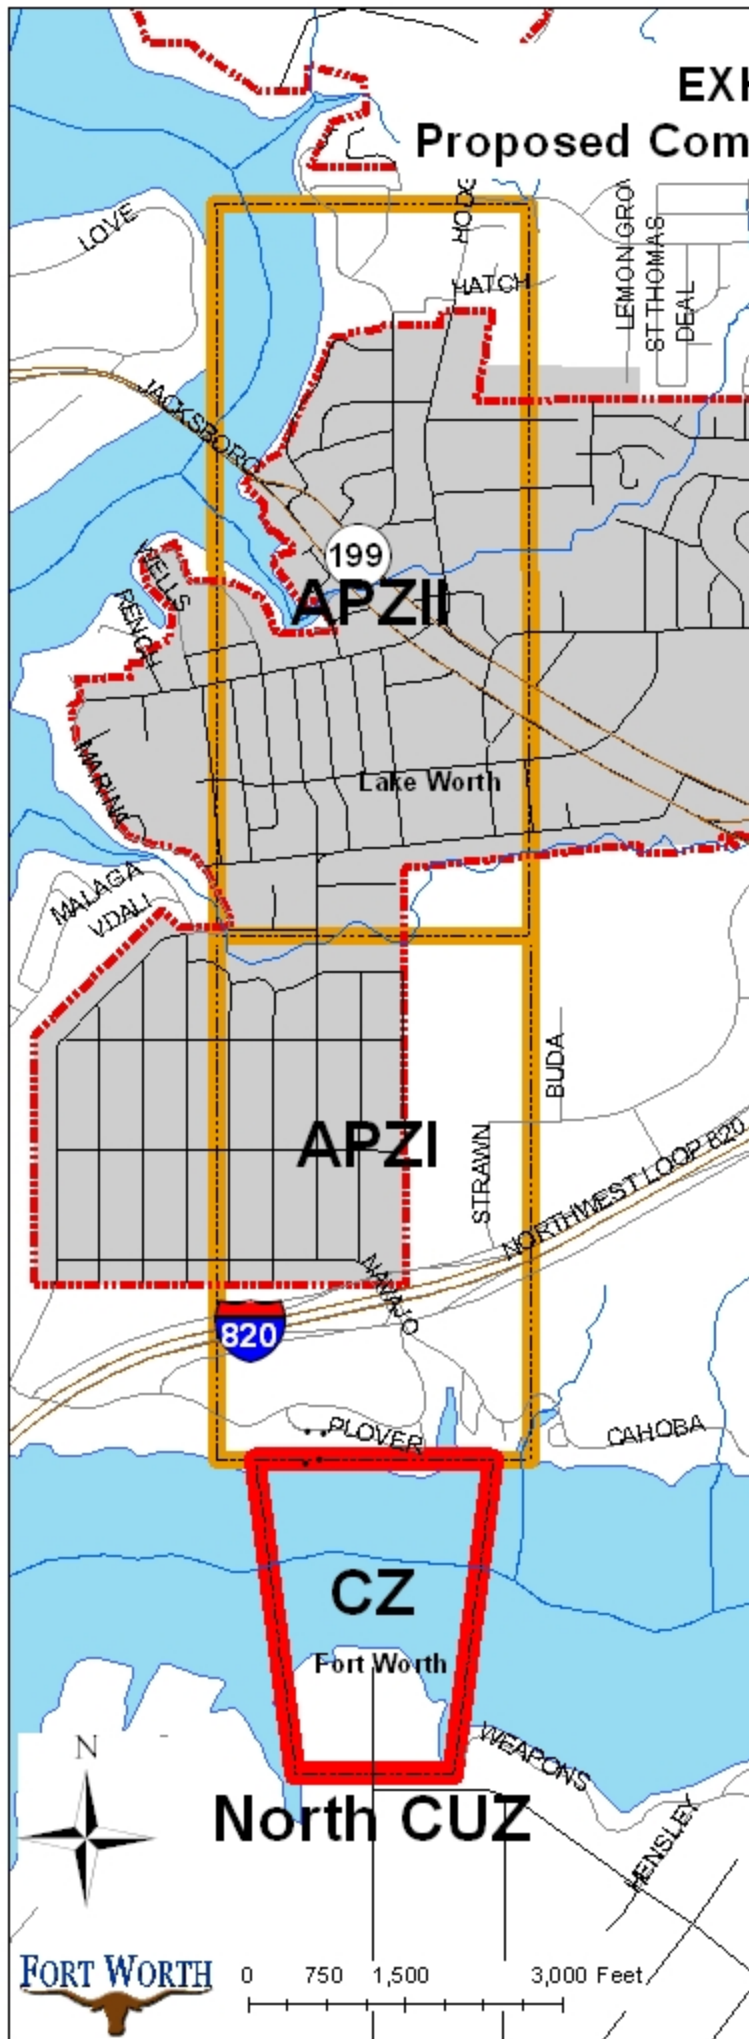 EXH
Proposed Com
LOVE
HODG
LEMON GRO
ST THOMAS
DEAL
HATCH
JACKSBORO
199
WELLS
RENCH
APZII
MARINA
Lake Worth
MALAGA
VDALI
BUDA
APZI
STRAWN
NORTHWEST LOOP 820
NAVAJO
820
PLOVER
CAHOBA
CZ
Fort Worth
N
WEAPONS
North CUZ
HENSLEY
FORT WORTH
0 750 1,500 3,000 Feet